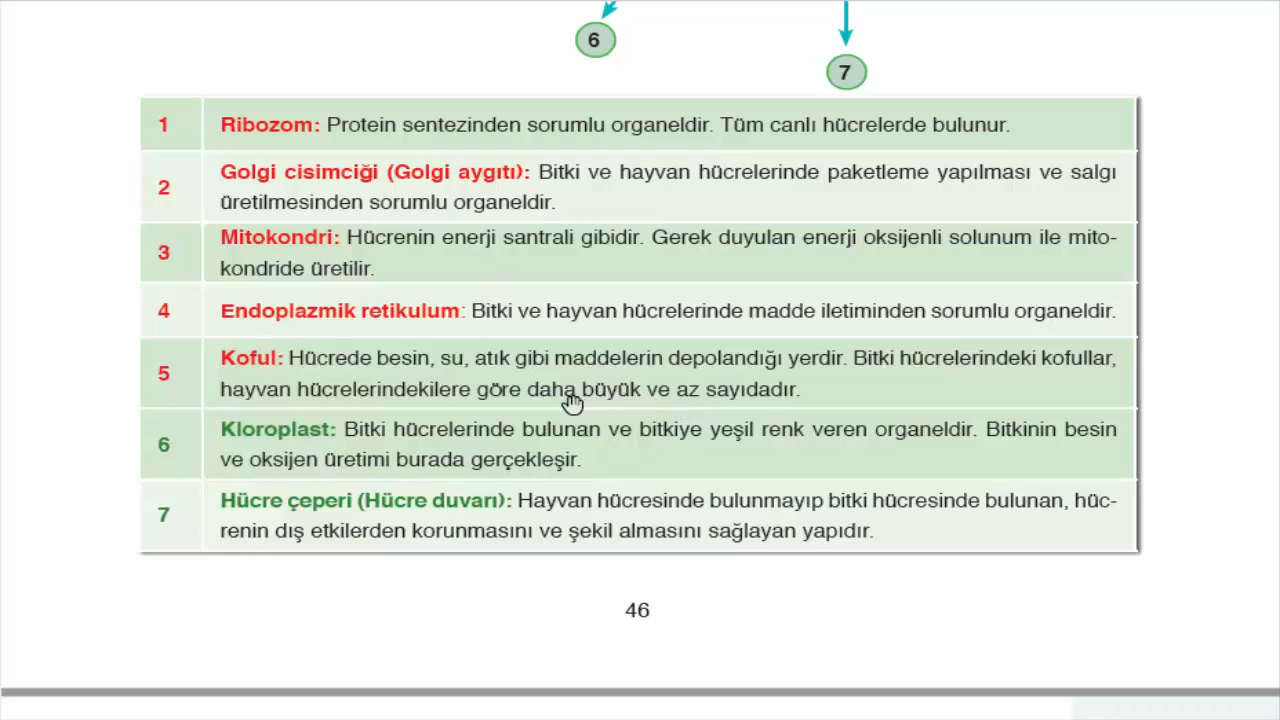 6
7
1
Ribozom: Protein sentezinden sorumlu organeldir. Tüm canlı hücrelerde bulunur.
2
Golgi cisimciği (Golgi aygıtı): Bitki ve hayvan hücrelerinde paketleme yapılması ve salgı
üretilmesinden sorumlu organeldir.
3
Mitokondri: Hücrenin enerji santrali gibidir. Gerek duyulan enerji oksijenli solunum ile mito-
kondride üretilir.
4
Endoplazmik retikulum: Bitki ve hayvan hücrelerinde madde iletiminden sorumlu organeldir.
5
Koful: Hücrede besin, su, atık gibi maddelerin depolandığı yerdir. Bitki hücrelerindeki kofullar,
hayvan hücrelerindekilere göre daha büyük ve az sayıdadır.
6
Kloroplast: Bitki hücrelerinde bulunan ve bitkiye yeşil renk veren organeldir. Bitkinin besin
ve oksijen üretimi burada gerçekleşir.
7
Hücre çeperi (Hücre duvarı): Hayvan hücresinde bulunmayıp bitki hücresinde bulunan, hüc-
renin dış etkilerden korunmasını ve şekil almasını sağlayan yapıdır.
46